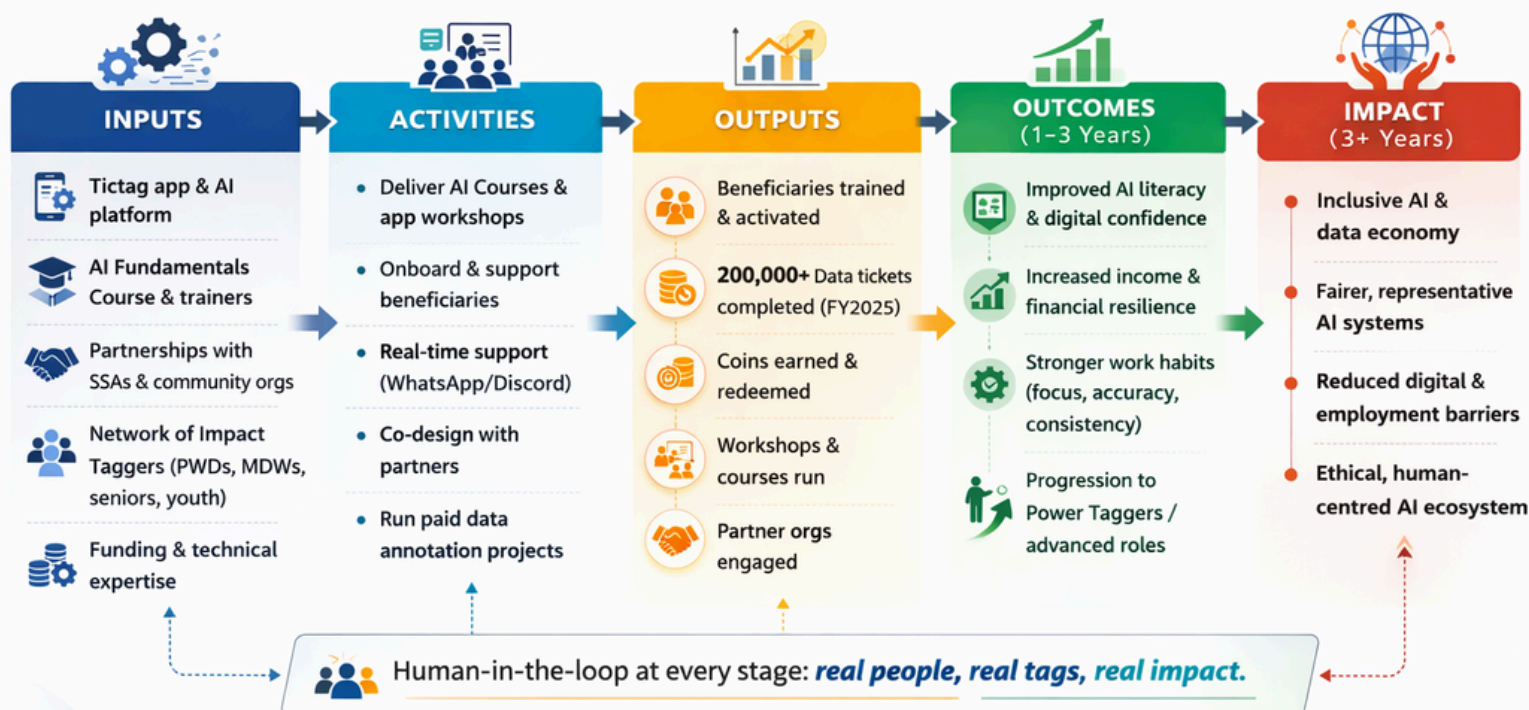 INPUTS
Tictag app & AI
platform
AI Fundamentals
Course & trainers
Partnerships with
SSAs & community orgs
Network of Impact
Taggers (PWDs, MDWs,
seniors, youth)
Funding & technical
expertise
ACTIVITIES
• Deliver AI Courses &
app workshops
• Onboard & support
beneficiaries
• Real-time support
(WhatsApp/Discord)
• Co-design with
partners
• Run paid data
annotation projects
OUTPUTS
Beneficiaries trained
& activated
200,000+ Data tickets
completed (FY2025)
Coins earned &
redeemed
Workshops &
courses run
Partner orgs
engaged
OUTCOMES
(1–3 Years)
Improved AI literacy
& digital confidence
Increased income &
financial resilience
Stronger work habits
(focus, accuracy,
consistency)
Progression to
Power Taggers /
advanced roles
IMPACT
(3+ Years)
Inclusive AI &
data economy
Fairer, representative
AI systems
Reduced digital &
employment barriers
Ethical, human-
centred AI ecosystem
Human-in-the-loop at every stage: real people, real tags, real impact.